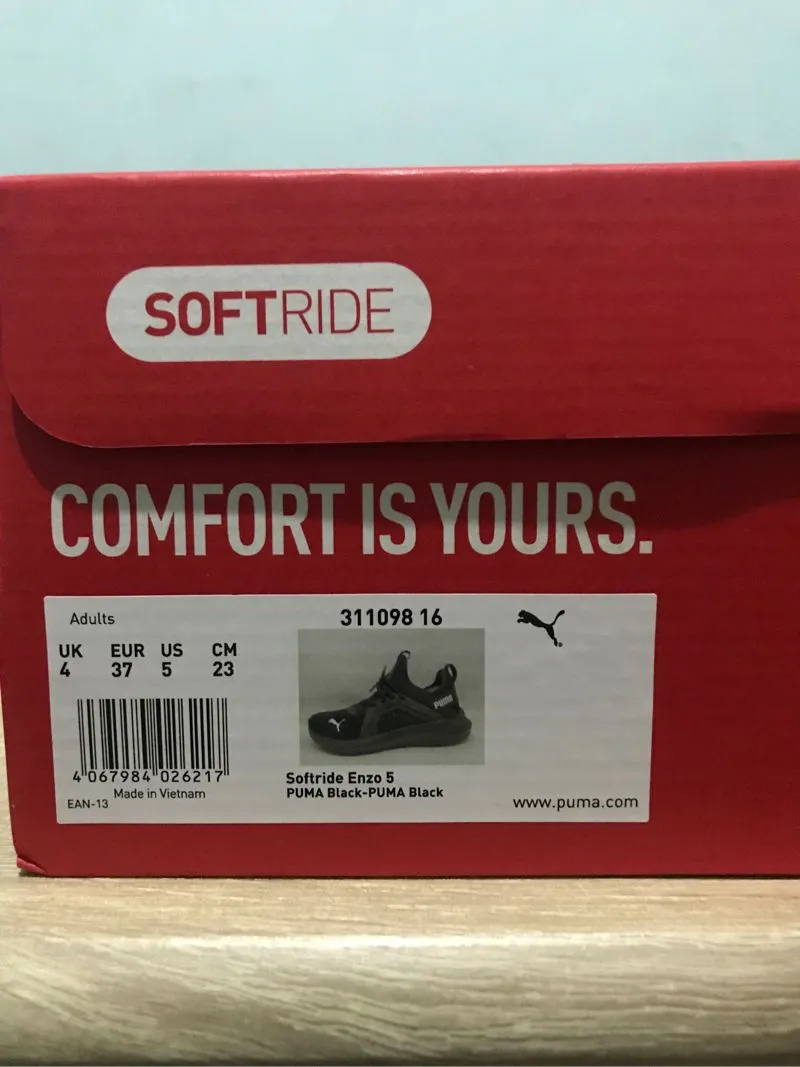 SOFTRIDE
COMFORT IS YOURS.
Adults
311098 16
UK EUR US CM
4 37 5 23
PUMA
4 067984 026217
Made in Vietnam
EAN-13
Softride Enzo 5
PUMA Black-PUMA Black
www.puma.com